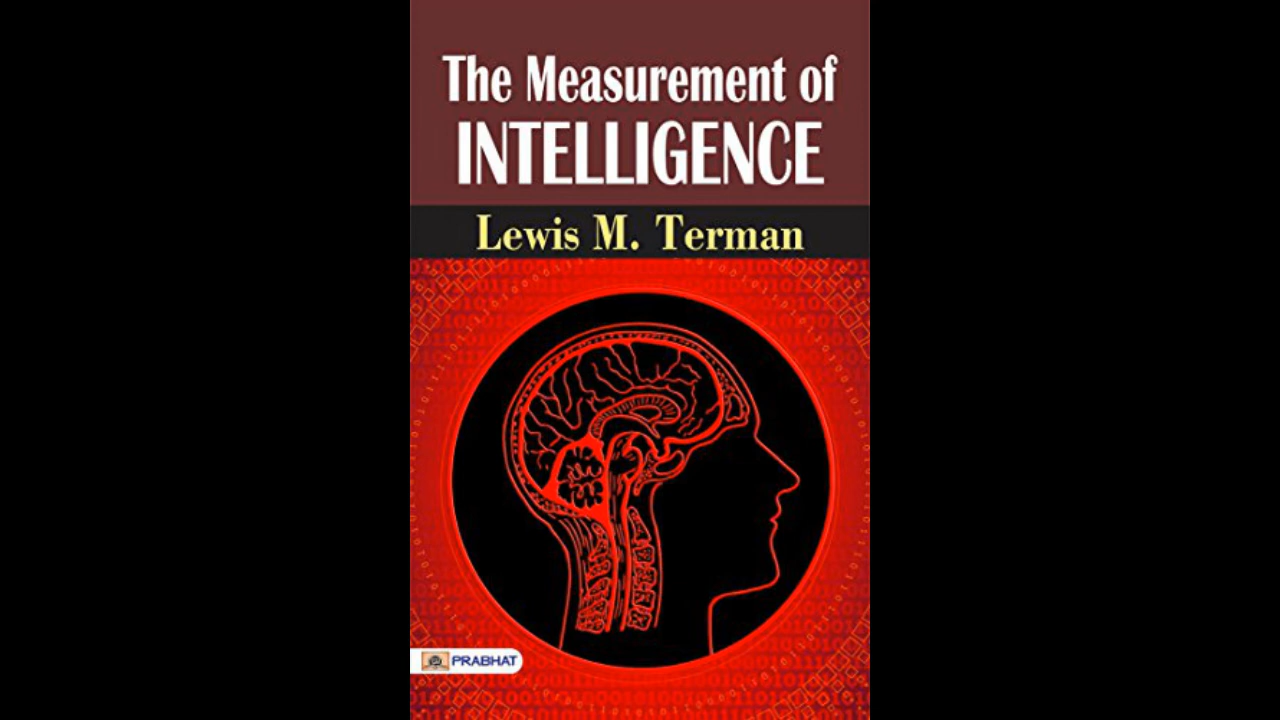 The Measurement of
INTELLIGENCE
Lewis M. Terman
PRABHAT